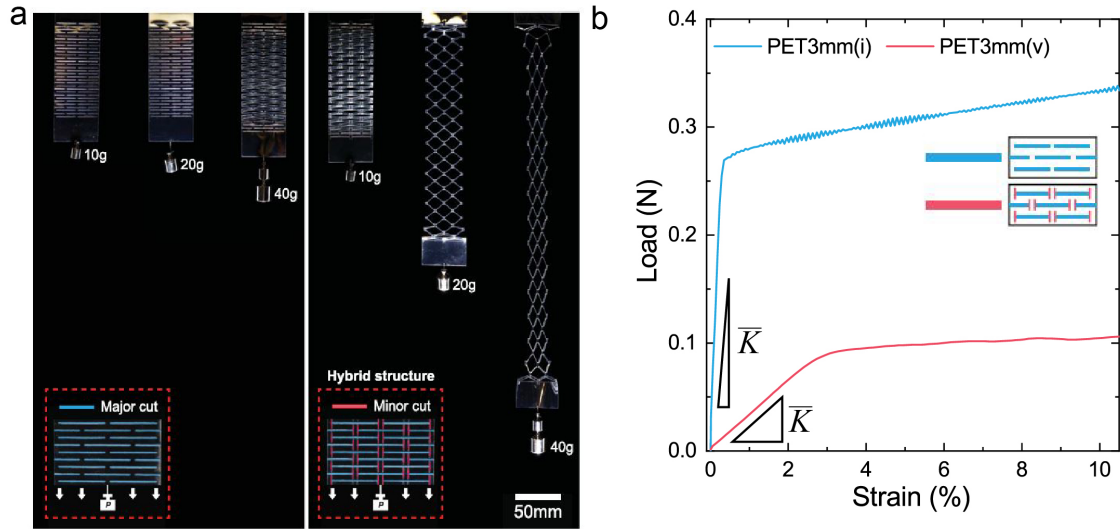 a
10g
20g
40g
10g
20g
40g
Major cut
P
Hybrid structure
Minor cut
P
50mm
b
PET3mm(i)
PET3mm(v)
Load (N)
0.4
0.3
0.2
0.1
0.0
K̅
K̅
0 2 4 6 8 10
Strain (%)